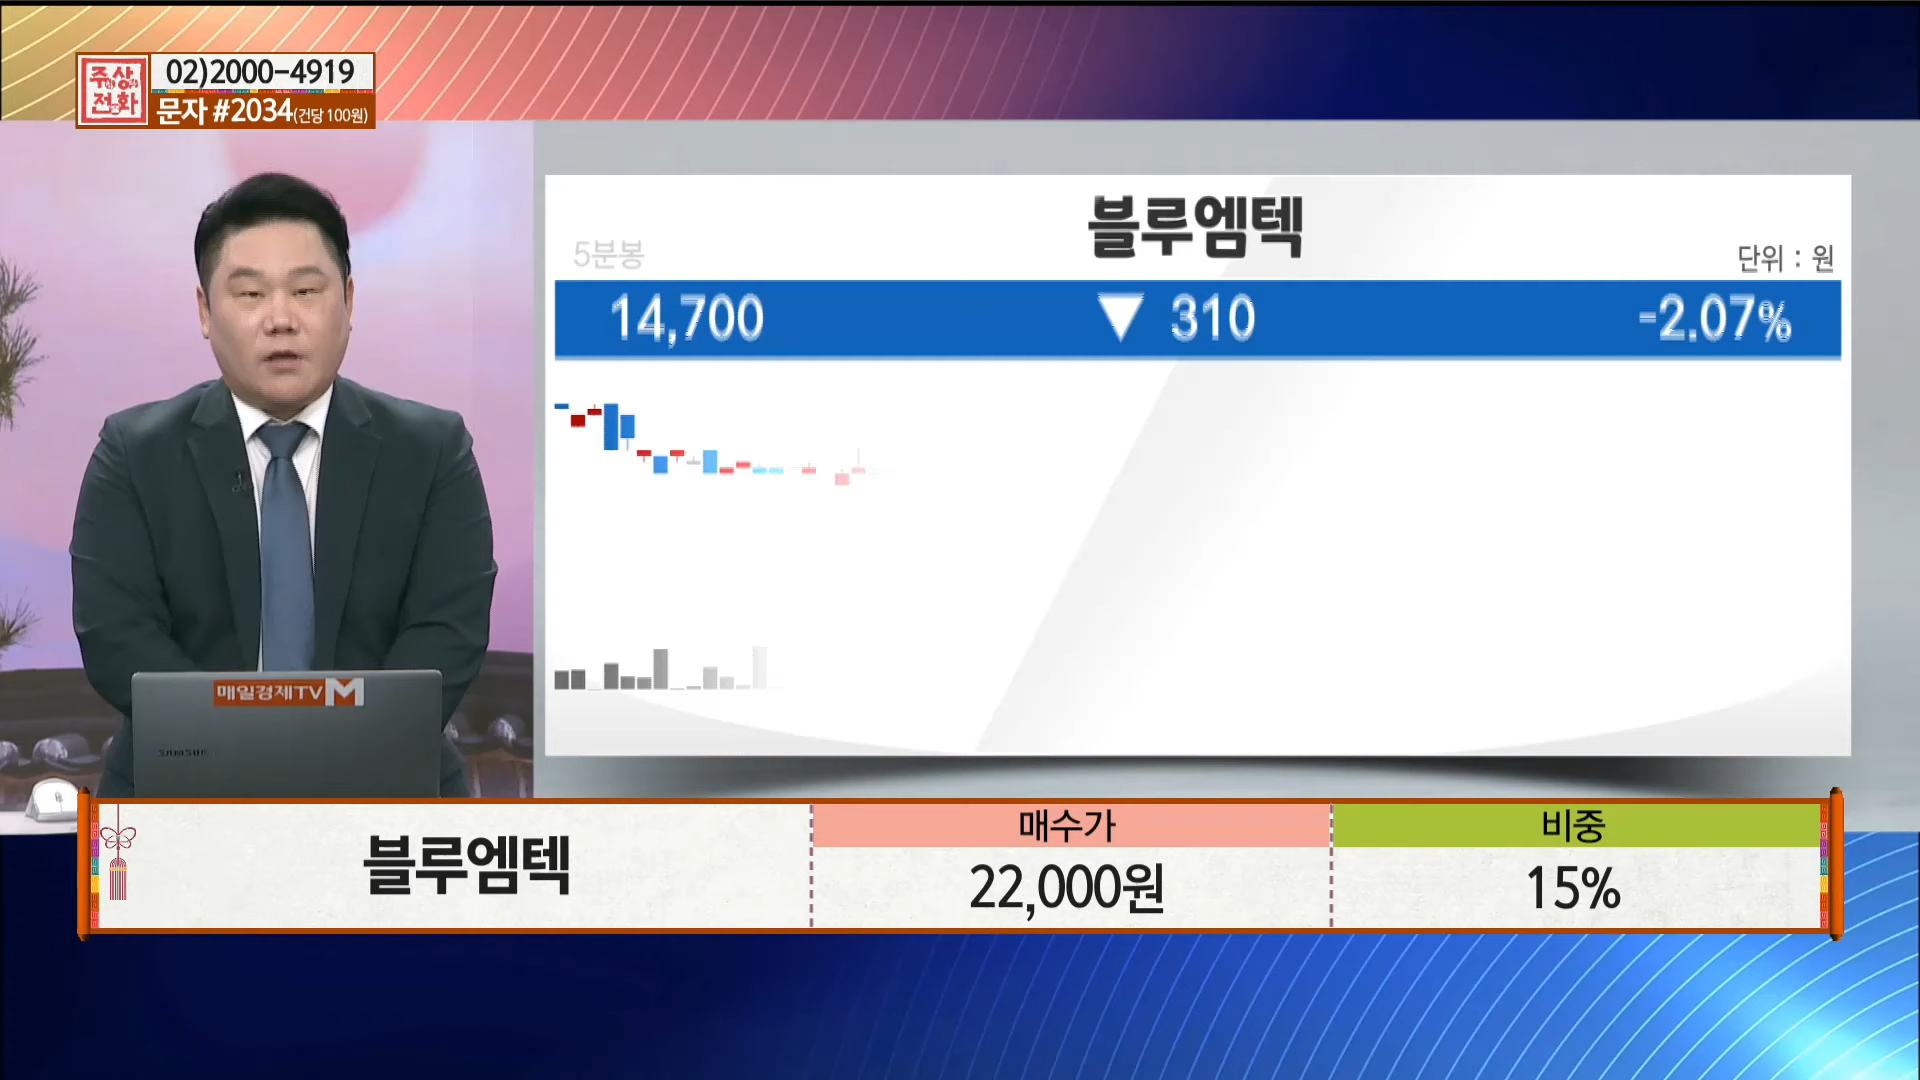 주상
전화
02)2000-4919
문자 #2034(건당 100원)
블루엠텍
5분봉
단위 : 원
14,700 ▼ 310 -2.07%
매일경제TV M
SAMSUNG
블루엠텍
매수가
22,000원
비중
15%